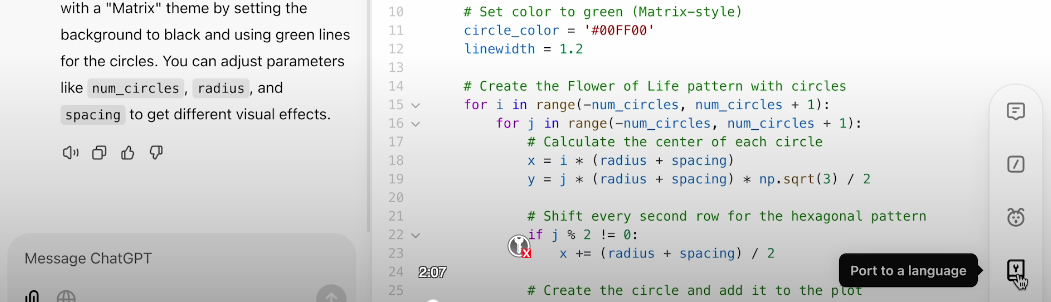 with a "Matrix" theme by setting the
background to black and using green lines
for the circles. You can adjust parameters
like num_circles, radius, and
spacing to get different visual effects.
Message ChatGPT
10 # Set color to green (Matrix-style)
11 circle_color = '#00FF00'
12 linewidth = 1.2
13
14 # Create the Flower of Life pattern with circles
15 for i in range(-num_circles, num_circles + 1):
16 for j in range(-num_circles, num_circles + 1):
17 # Calculate the center of each circle
18 x = i * (radius + spacing)
19 y = j * (radius + spacing) * np.sqrt(3) / 2
20
21 # Shift every second row for the hexagonal pattern
22 if j % 2 != 0:
23 x += (radius + spacing) / 2
24
25 # Create the circle and add it to the plot
2:07
Port to a language